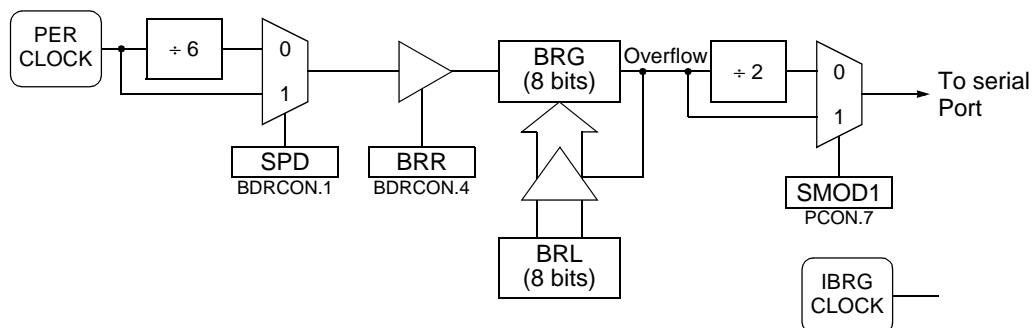 PER
CLOCK
÷ 6
0
1
SPD
BDRCON.1
BRR
BDRCON.4
BRG
(8 bits)
Overflow
BRL
(8 bits)
÷ 2
0
1
SMOD1
PCON.7
To serial
Port
IBRG
CLOCK